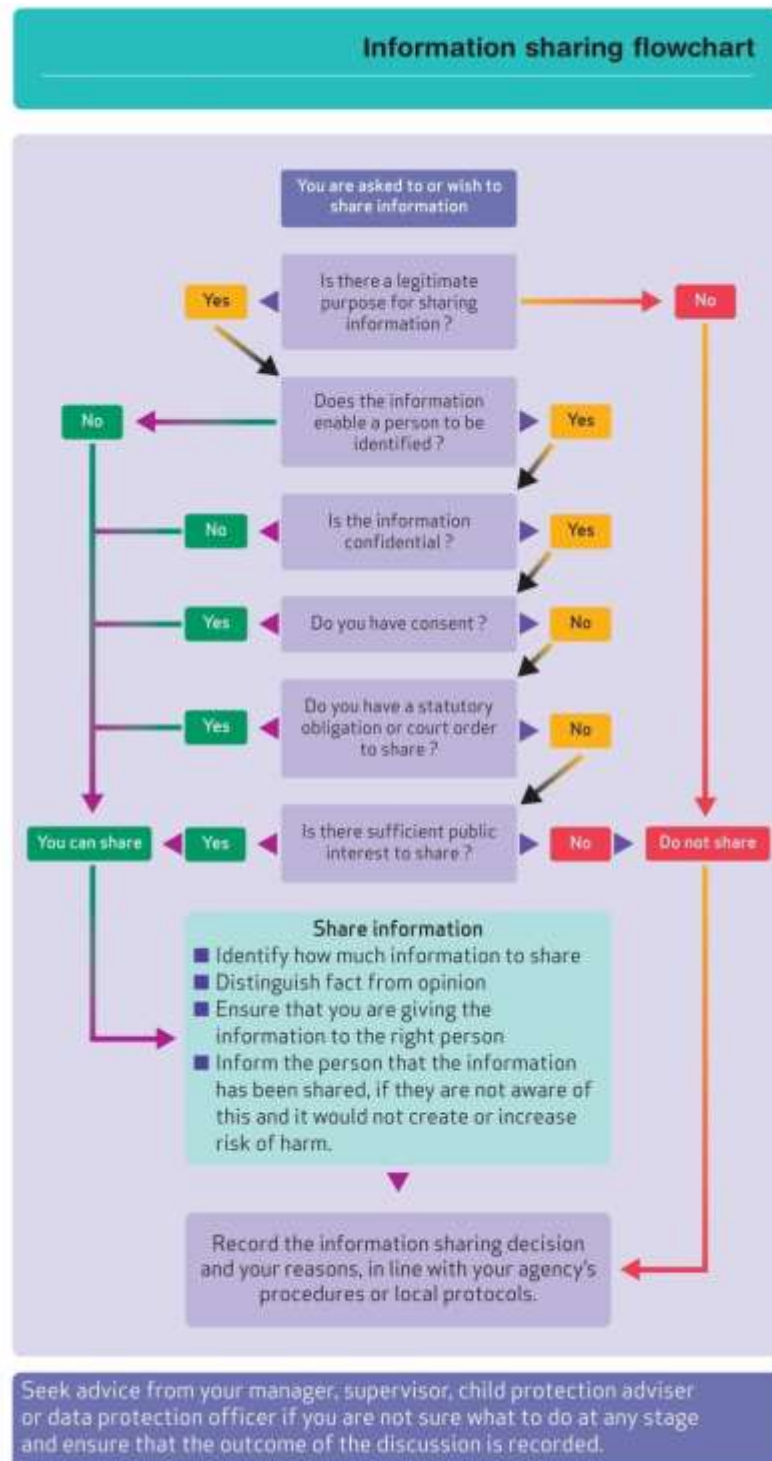 Information sharing flowchart
You are asked to or wish to
share information
Is there a legitimate
purpose for sharing
information ?
Yes
No
Does the information
enable a person to be
identified ?
No
Yes
Is the information
confidential ?
No
Yes
Do you have consent ?
Yes
No
Do you have a statutory
obligation or court order
to share ?
Yes
No
Is there sufficient public
interest to share ?
You can share
Yes
No
Do not share
Share information
Identify how much information to share
Distinguish fact from opinion
Ensure that you are giving the
information to the right person
Inform the person that the information
has been shared, if they are not aware of
this and it would not create or increase
risk of harm.
Record the information sharing decision
and your reasons, in line with your agency's
procedures or local protocols.
Seek advice from your manager, supervisor, child protection adviser
or data protection officer if you are not sure what to do at any stage
and ensure that the outcome of the discussion is recorded.